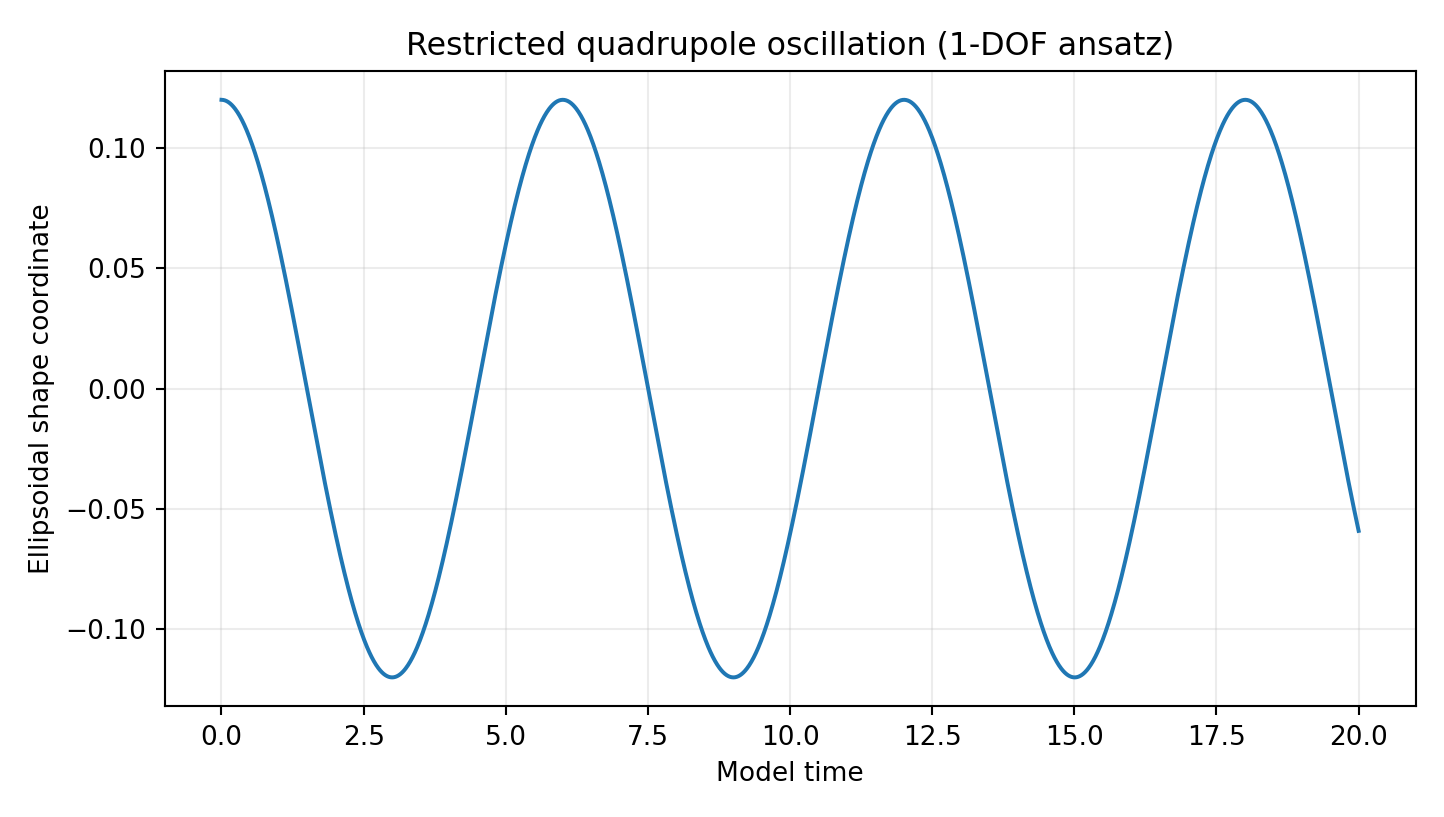 Restricted quadrupole oscillation (1-DOF ansatz)
Ellipsoidal shape coordinate
0.10
0.05
0.00
−0.05
−0.10
0.0 2.5 5.0 7.5 10.0 12.5 15.0 17.5 20.0
Model time